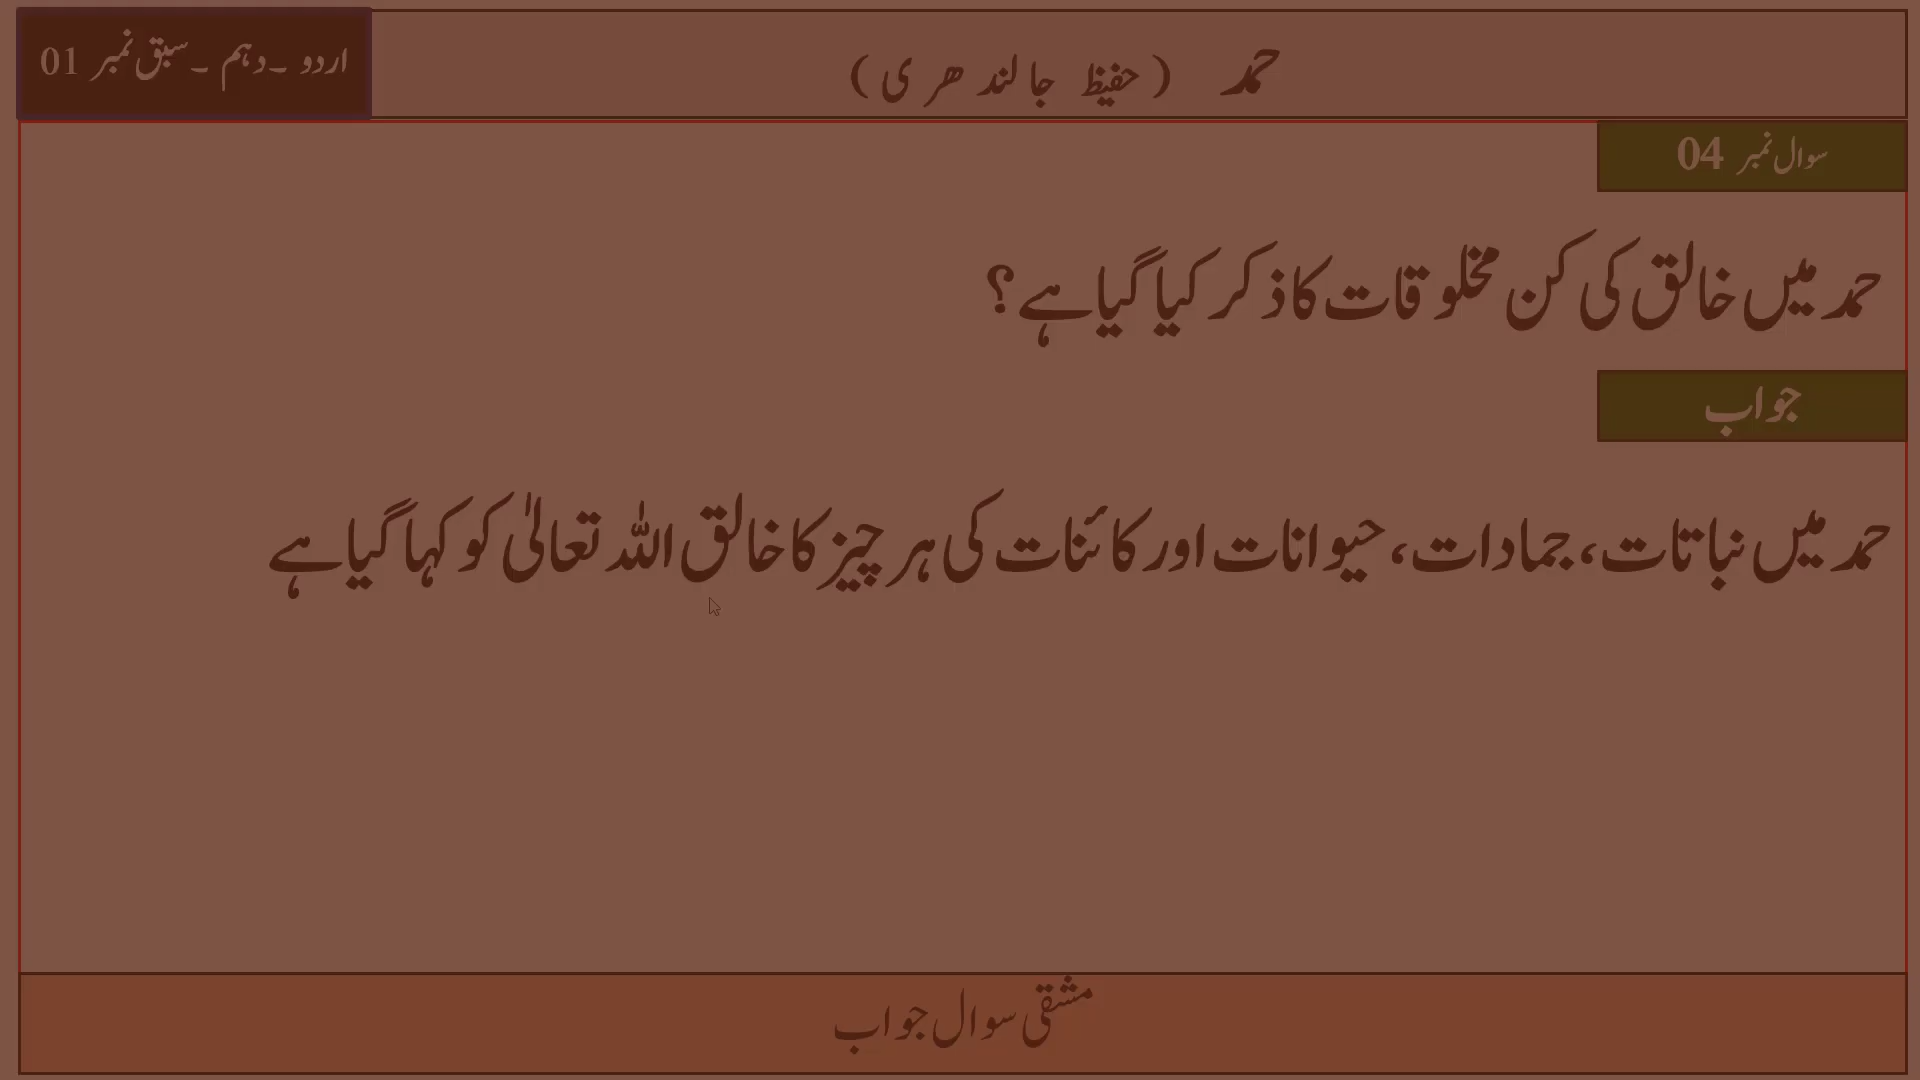 اردو ۔ دہم ۔ سبق نمبر 01
حمد (حفیظ جالندھری)
سوال نمبر 04
حمد میں خالق کی کن مخلوقات کا ذکر کیا گیا ہے؟
جواب
حمد میں نباتات، جمادات، حیوانات اور کائنات کی ہر چیز کا خالق اللہ تعالیٰ کو کہا گیا ہے
مشقی سوال جواب